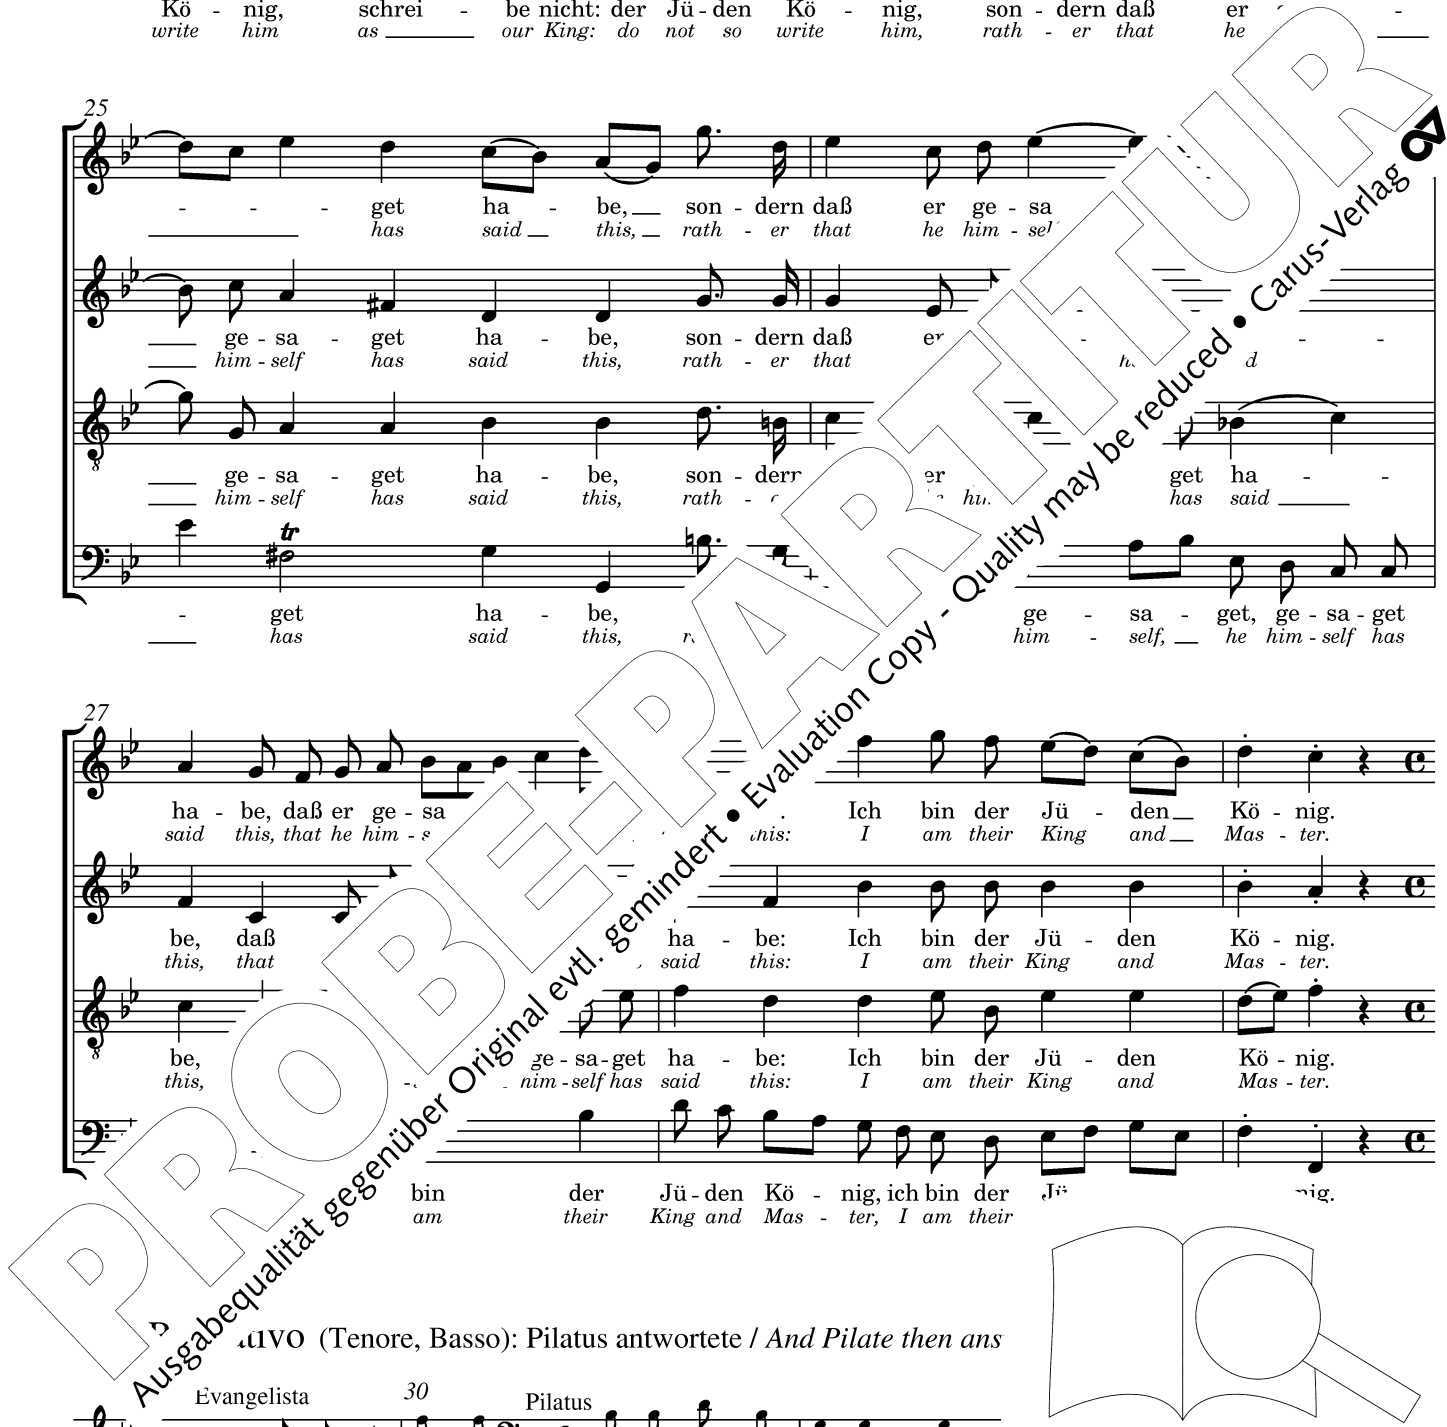 Kö - nig, schrei - be nicht: der Jü - den Kö - nig, son - dern daß er
write him as our King: do not so write him, rath - er that he
25
- - - get ha - be, son - dern daß er ge - sa
has said this, rath - er that he him - self
ge - sa - get ha - be, son - dern daß er
him - self has said this, rath - er that
ge - sa - get ha - be, son - er get ha - -
him - self has said this, rath - has said
tr
- get ha - be, ge - sa - get, ge - sa - get
has said this, him - self, he him - self has
27
ha - be, daß er ge - sa Ich bin der Jü - den Kö - nig.
said this, that he him - this: I am their King and Mas - ter.
be, daß ha - be: Ich bin der Jü - den Kö - nig.
this, that said this: I am their King and Mas - ter.
be, ge - sa - get ha - be: Ich bin der Jü - den Kö - nig.
this, him - self has said this: I am their King and Mas - ter.
bin der Jü - den Kö - nig, ich bin der Jü nig.
am their King and Mas - ter, I am their
(Tenore, Basso): Pilatus antwortete / And Pilate then ans
Evangelista 30 Pilatus
PROBE-PARTITUR
Ausgabequalität gegenüber Original evtl. gemindert • Evaluation Copy - Quality may be reduced • Carus-Verlag